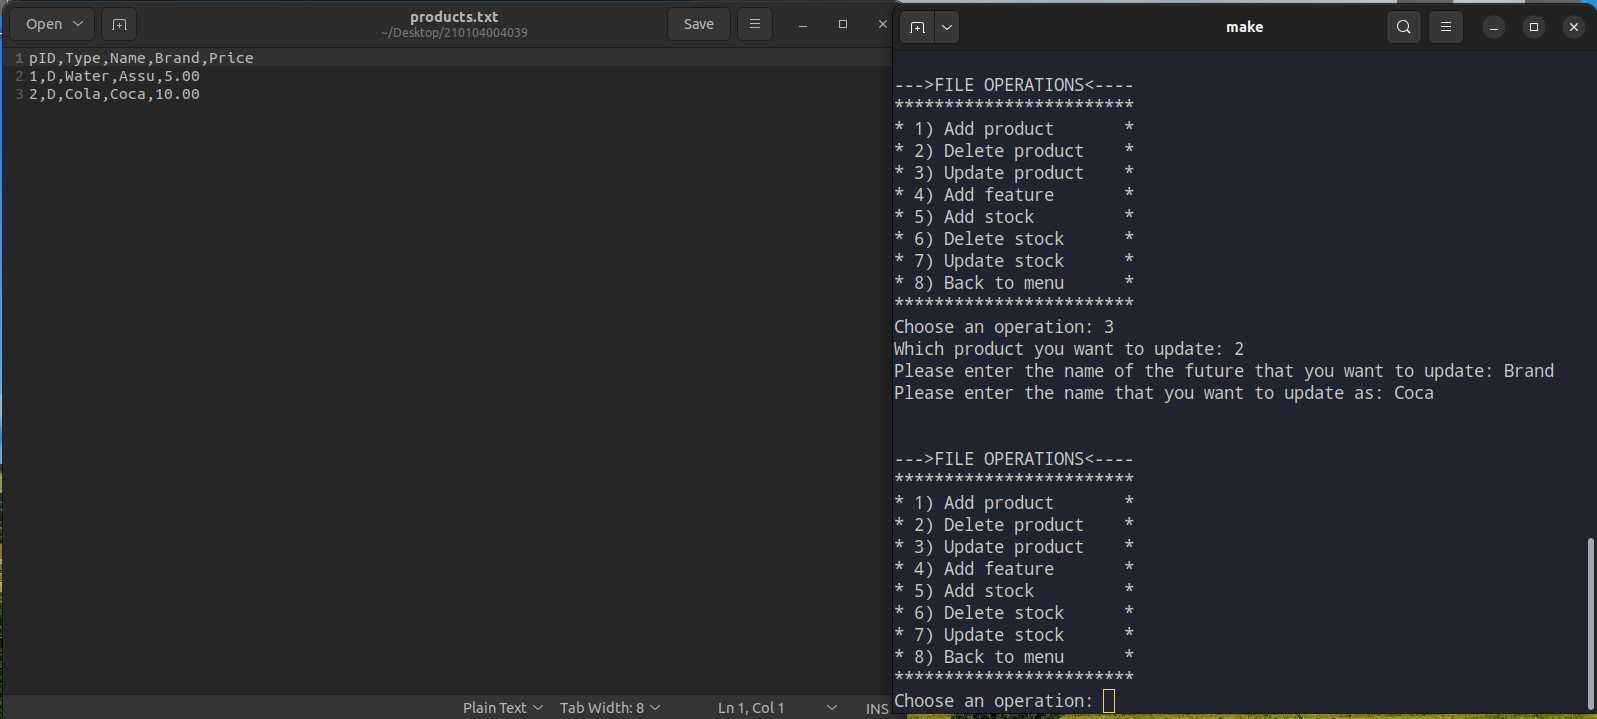 Open
products.txt
~/Desktop/210104004039
Save
1 pID,Type,Name,Brand,Price
2 1,D,Water,Assu,5.00
3 2,D,Cola,Coca,10.00
Plain Text
Tab Width: 8
Ln 1, Col 1
INS
make
--->FILE OPERATIONS<----
************************
* 1) Add product       *
* 2) Delete product    *
* 3) Update product    *
* 4) Add feature       *
* 5) Add stock         *
* 6) Delete stock      *
* 7) Update stock      *
* 8) Back to menu      *
************************
Choose an operation: 3
Which product you want to update: 2
Please enter the name of the future that you want to update: Brand
Please enter the name that you want to update as: Coca
--->FILE OPERATIONS<----
************************
* 1) Add product       *
* 2) Delete product    *
* 3) Update product    *
* 4) Add feature       *
* 5) Add stock         *
* 6) Delete stock      *
* 7) Update stock      *
* 8) Back to menu      *
************************
Choose an operation: